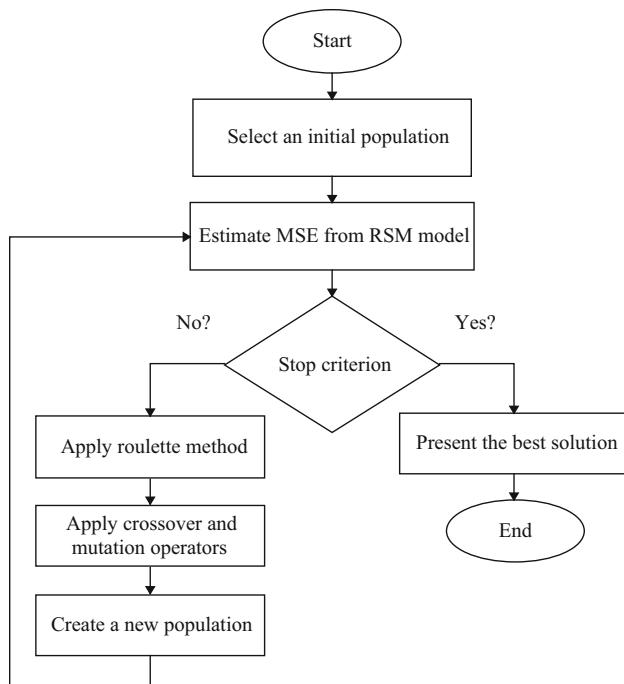 Start
Select an initial population
Estimate MSE from RSM model
No?
Yes?
Stop criterion
Apply roulette method
Present the best solution
Apply crossover and
mutation operators
End
Create a new population